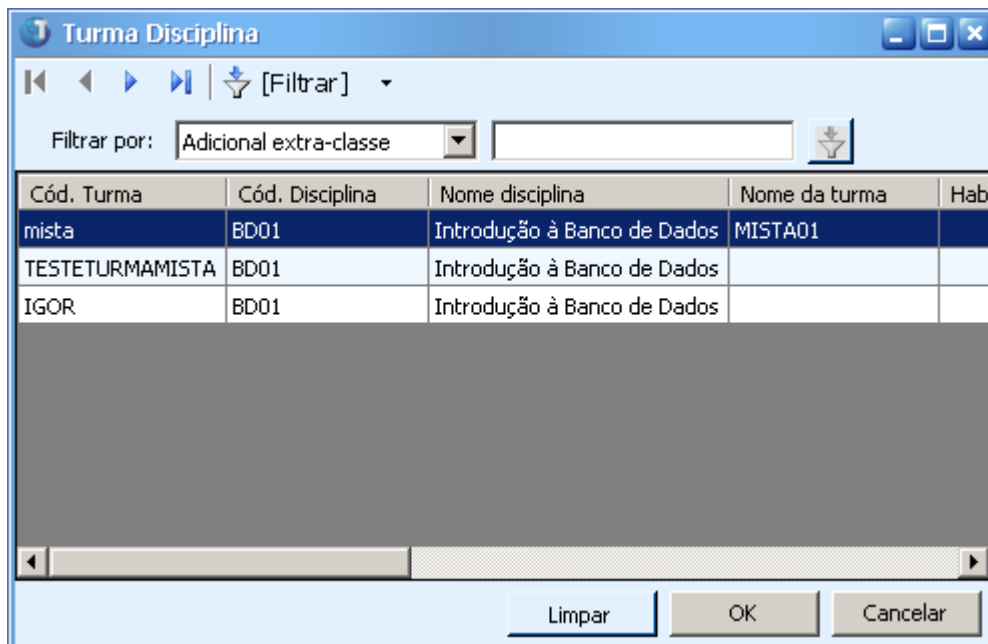 Turma Disciplina
[Filtrar]
Filtrar por: Adicional extra-classe
Cód. Turma Cód. Disciplina Nome disciplina Nome da turma Hab
mista BD01 Introdução à Banco de Dados MISTA01
TESTETURMAMISTA BD01 Introdução à Banco de Dados
IGOR BD01 Introdução à Banco de Dados
Limpar OK Cancelar